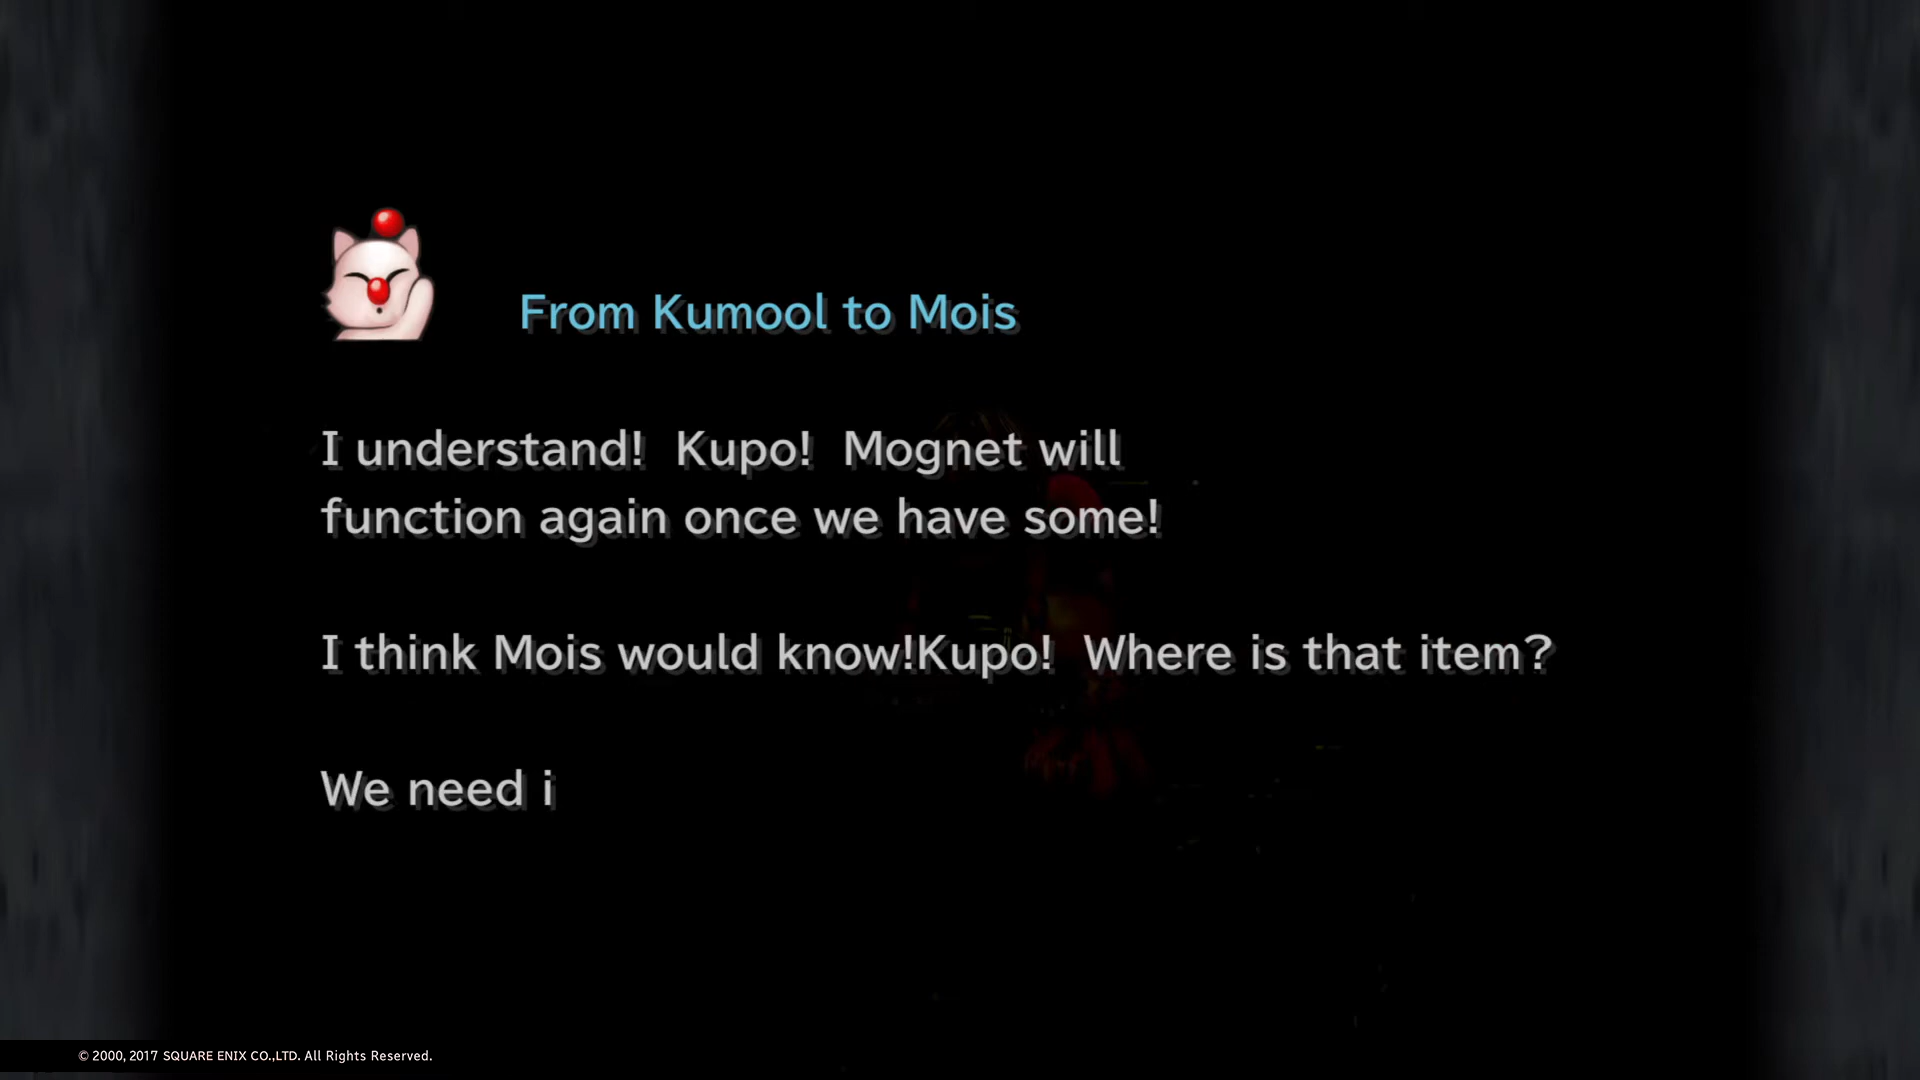 From Kumool to Mois
I understand!  Kupo!  Mognet will
function again once we have some!
I think Mois would know!Kupo!  Where is that item?
We need i
© 2000, 2017 SQUARE ENIX CO.,LTD. All Rights Reserved.